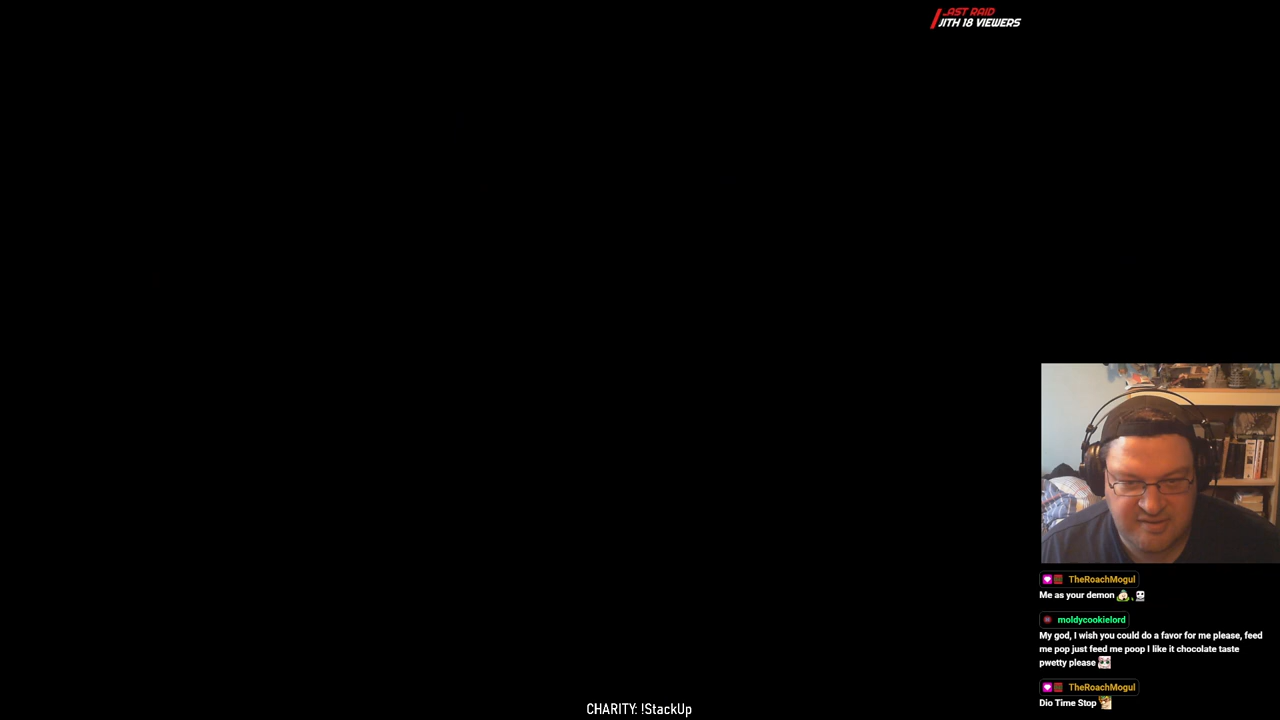 LAST RAID
WITH 18 VIEWERS
TheRoachMogul
Me as your demon
moldycookielord
My god, I wish you could do a favor for me please, feed
me pop just feed me poop I like it chocolate taste
pwetty please
TheRoachMogul
Dio Time Stop
CHARITY: !StackUp